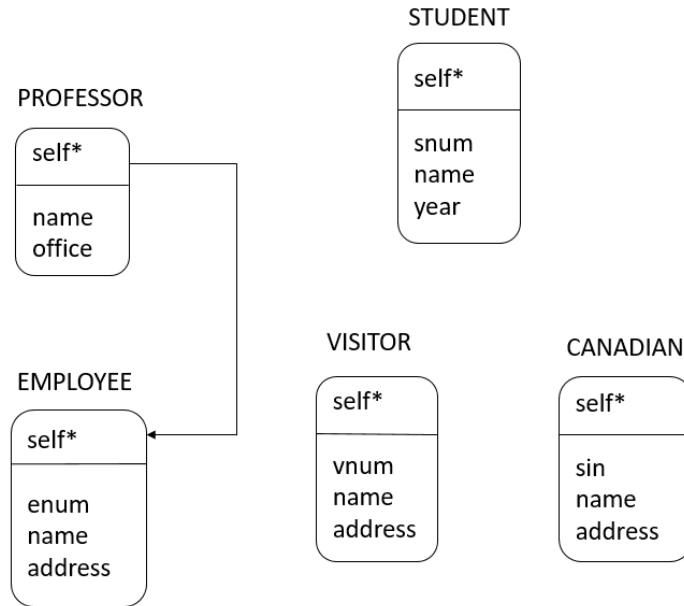 STUDENT
self*
snum
name
year
PROFESSOR
self*
name
office
EMPLOYEE
self*
enum
name
address
VISITOR
self*
vnum
name
address
CANADIAN
self*
sin
name
address